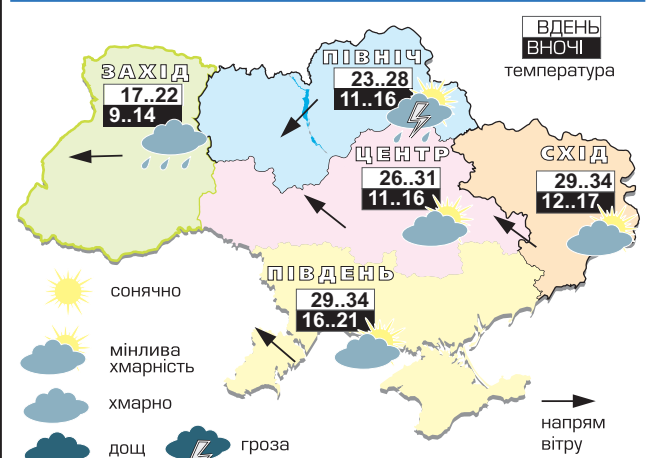 ВДЕНЬ
ВНОЧІ
температура
ЗАХІД
17..22
9..14
ПІВНІЧ
23..28
11..16
ЦЕНТР
26..31
11..16
СХІД
29..34
12..17
ПІВДЕНЬ
29..34
16..21
сонячно
мінлива
хмарність
хмарно
дощ
гроза
напрям
вітру